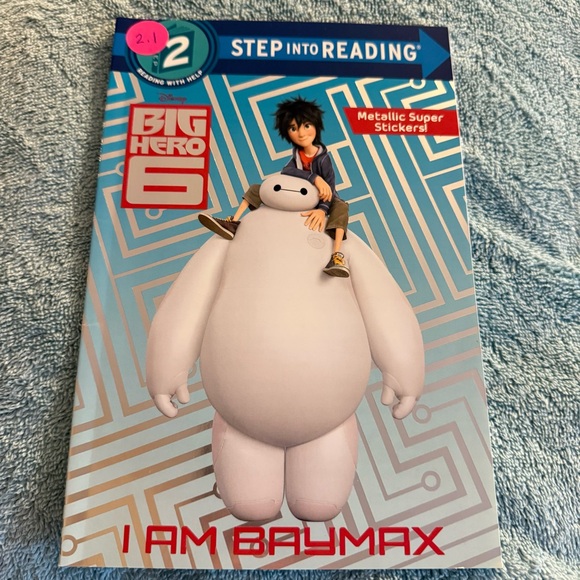 2.1
2
STEP INTO READING®
READING WITH HELP
Disney
BIG
HERO
6
Metallic Super
Stickers!
I AM BAYMAX